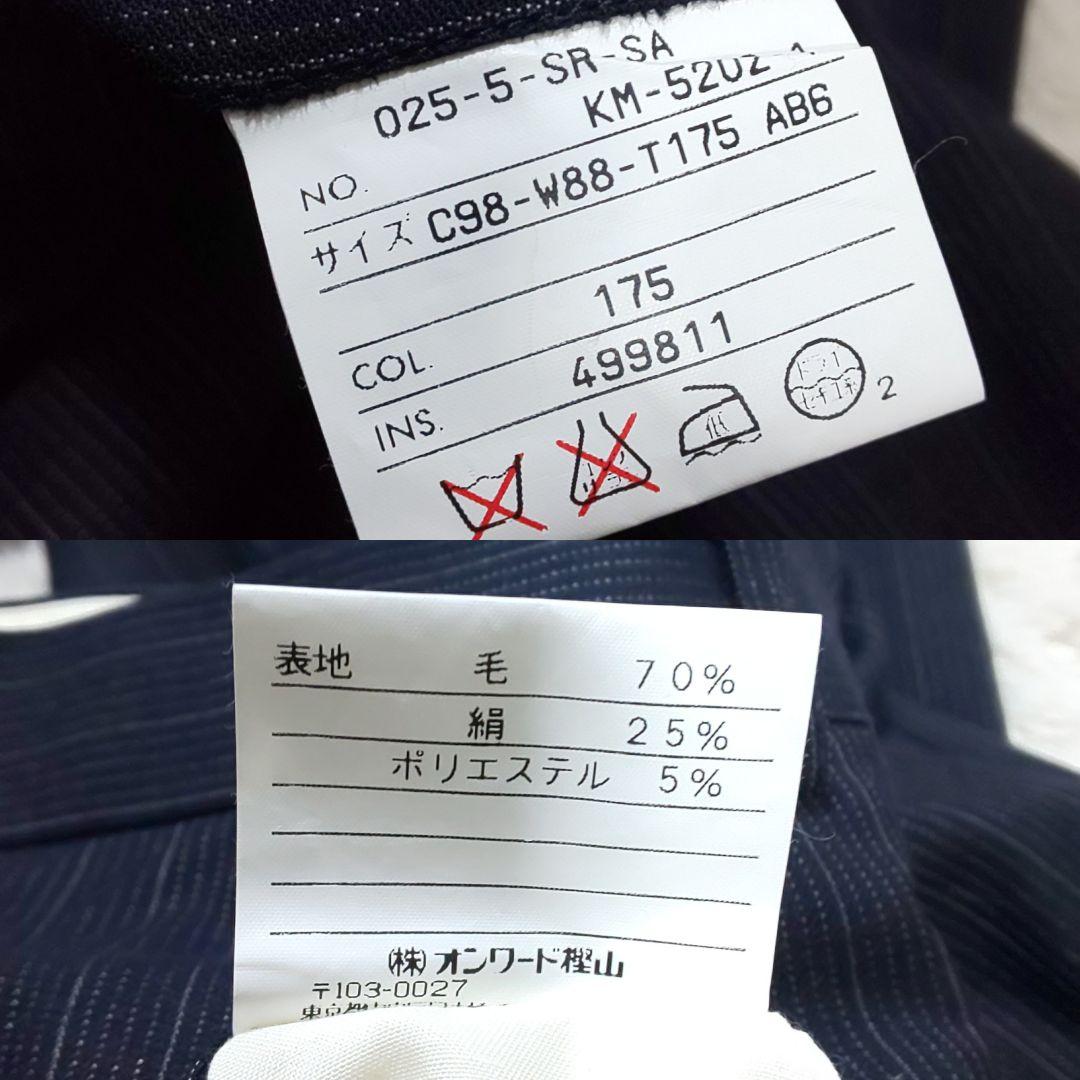 025-5-SR-SA
NO. KM-5202-1
サイズ C98-W88-T175 AB6
COL. 175
INS. 499811
低
ドライ
セキユ系 2
表地 毛 70%
絹 25%
ポリエステル 5%
(株)オンワード樫山
〒103-0027